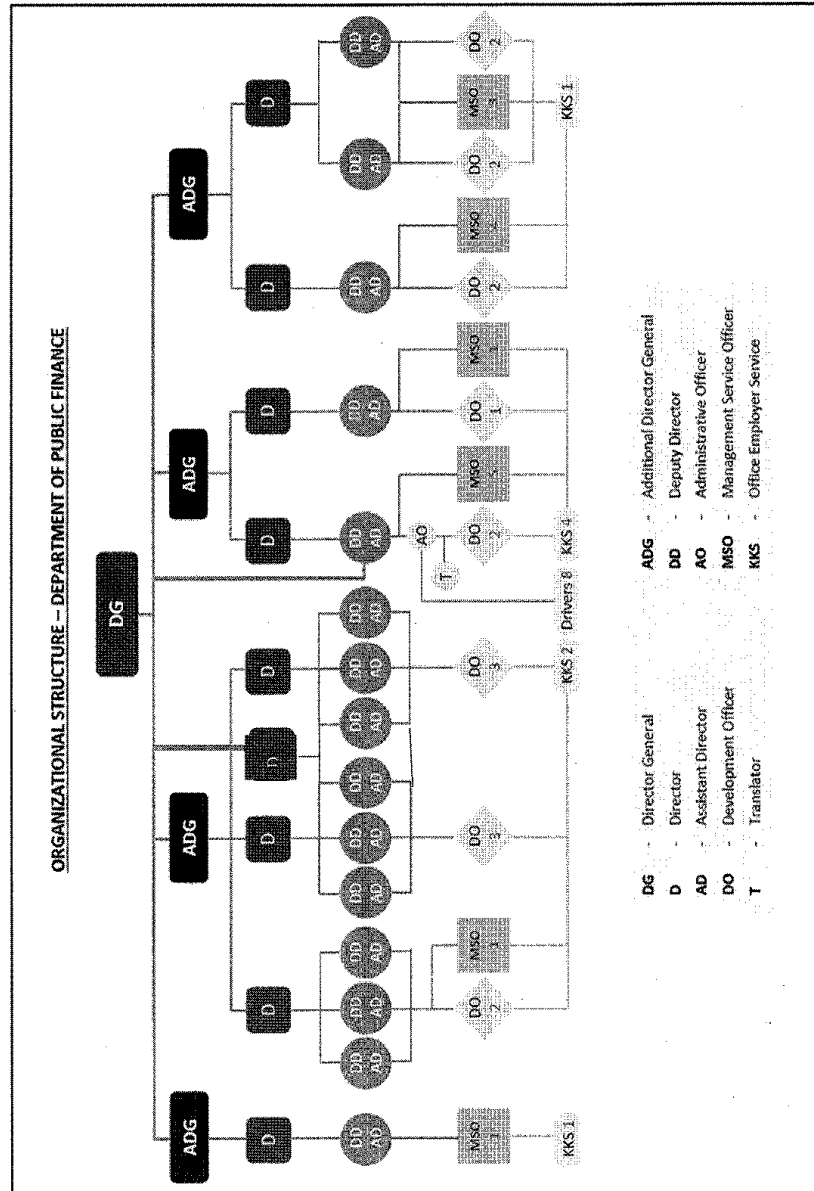 ORGANIZATIONAL STRUCTURE – DEPARTMENT OF PUBLIC FINANCE
DG
ADG
ADG
ADG
ADG
D
D
D
D
D
D
D
D
D
DD
AD
DD
AD
DD
AD
DD
AD
DD
AD
DD
AD
DD
AD
DD
AD
DD
AD
DD
AD
DD
AD
DD
AD
DD
AD
DD
AD
DD
AD
AO
T
MSO
1
DO
2
MSO
1
DO
3
DO
3
DO
2
MSO
DO
1
MSO
1
DO
2
MSO
DO
2
MSO
3
DO
2
KKS 1
KKS 2
Drivers 8
KKS 4
KKS 1
DG - Director General
D - Director
AD - Assistant Director
DO - Development Officer
T - Translator
ADG - Additional Director General
DD - Deputy Director
AO - Administrative Officer
MSO - Management Service Officer
KKS - Office Employer Service